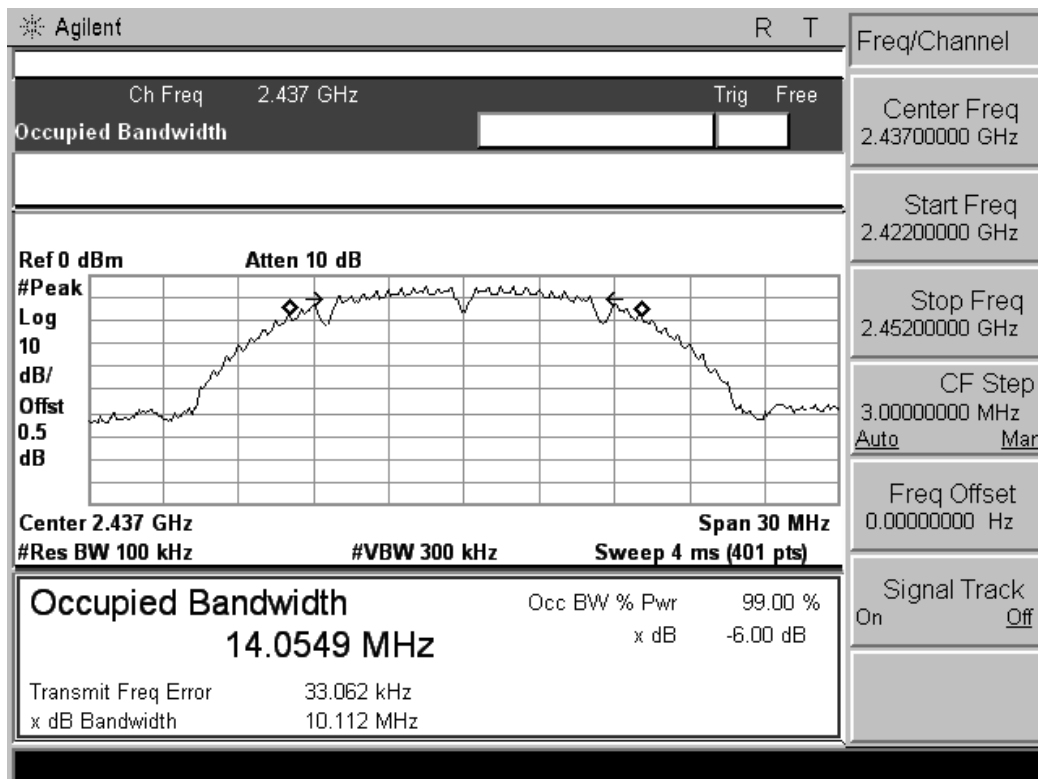 Agilent R T
Ch Freq 2.437 GHz Trig Free
Occupied Bandwidth
Ref 0 dBm Atten 10 dB
#Peak
Log
10
dB/
Offst
0.5
dB
Center 2.437 GHz Span 30 MHz
#Res BW 100 kHz #VBW 300 kHz Sweep 4 ms (401 pts)
Occupied Bandwidth
14.0549 MHz
Occ BW % Pwr 99.00 %
x dB -6.00 dB
Transmit Freq Error 33.062 kHz
x dB Bandwidth 10.112 MHz
Freq/Channel
Center Freq
2.43700000 GHz
Start Freq
2.42200000 GHz
Stop Freq
2.45200000 GHz
CF Step
3.00000000 MHz
Auto Man
Freq Offset
0.00000000 Hz
Signal Track
On Off